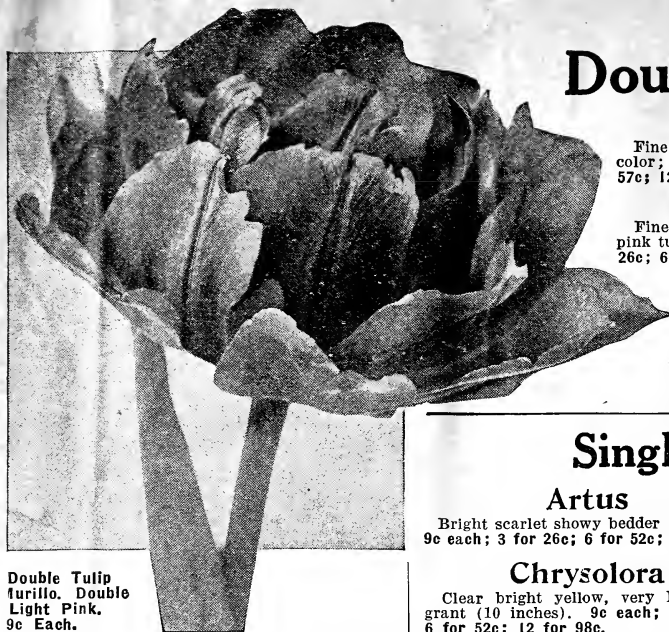 Dou
Fine
color;
57c; 12
Fine
pink tu
26c; 6
Singl
Artus
Bright scarlet showy bedder
9c each; 3 for 26c; 6 for 52c;
Chrysolora
Clear bright yellow, very l
grant (10 inches). 9c each;
6 for 52c; 12 for 98c.
Double Tulip
Murillo. Double
Light Pink.
9c Each.